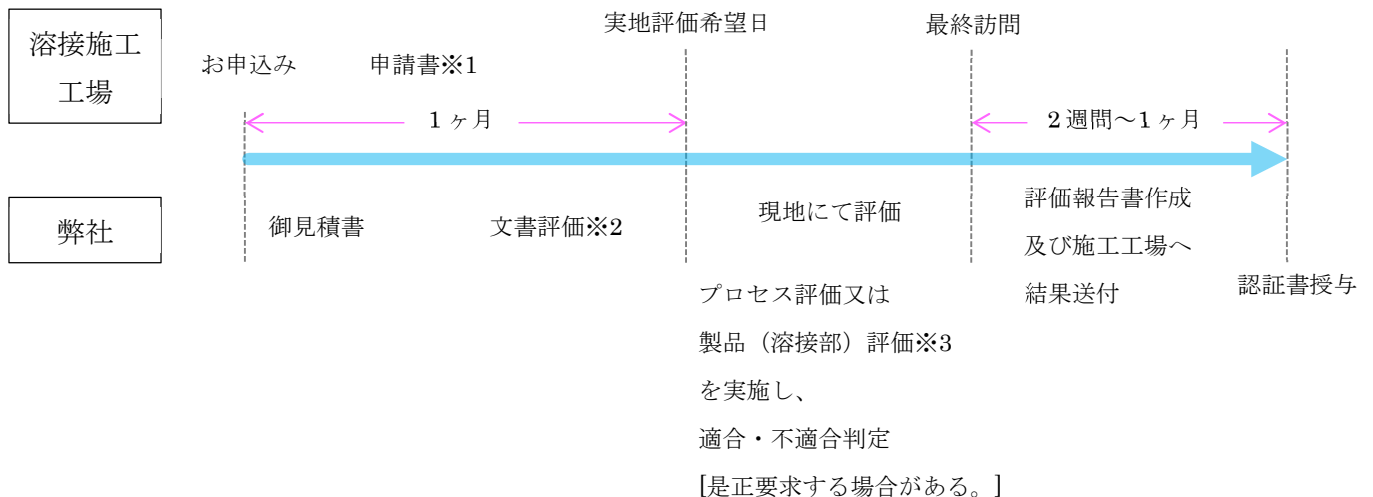 溶接施工
工場
お申込み
申請書※1
実地評価希望日
最終訪問
1ヶ月
2週間~1ヶ月
弊社
御見積書
文書評価※2
現地にて評価
プロセス評価又は
製品(溶接部)評価※3
を実施し、
適合・不適合判定
[是正要求する場合がある。]
評価報告書作成
及び施工工場へ
結果送付
認証書授与